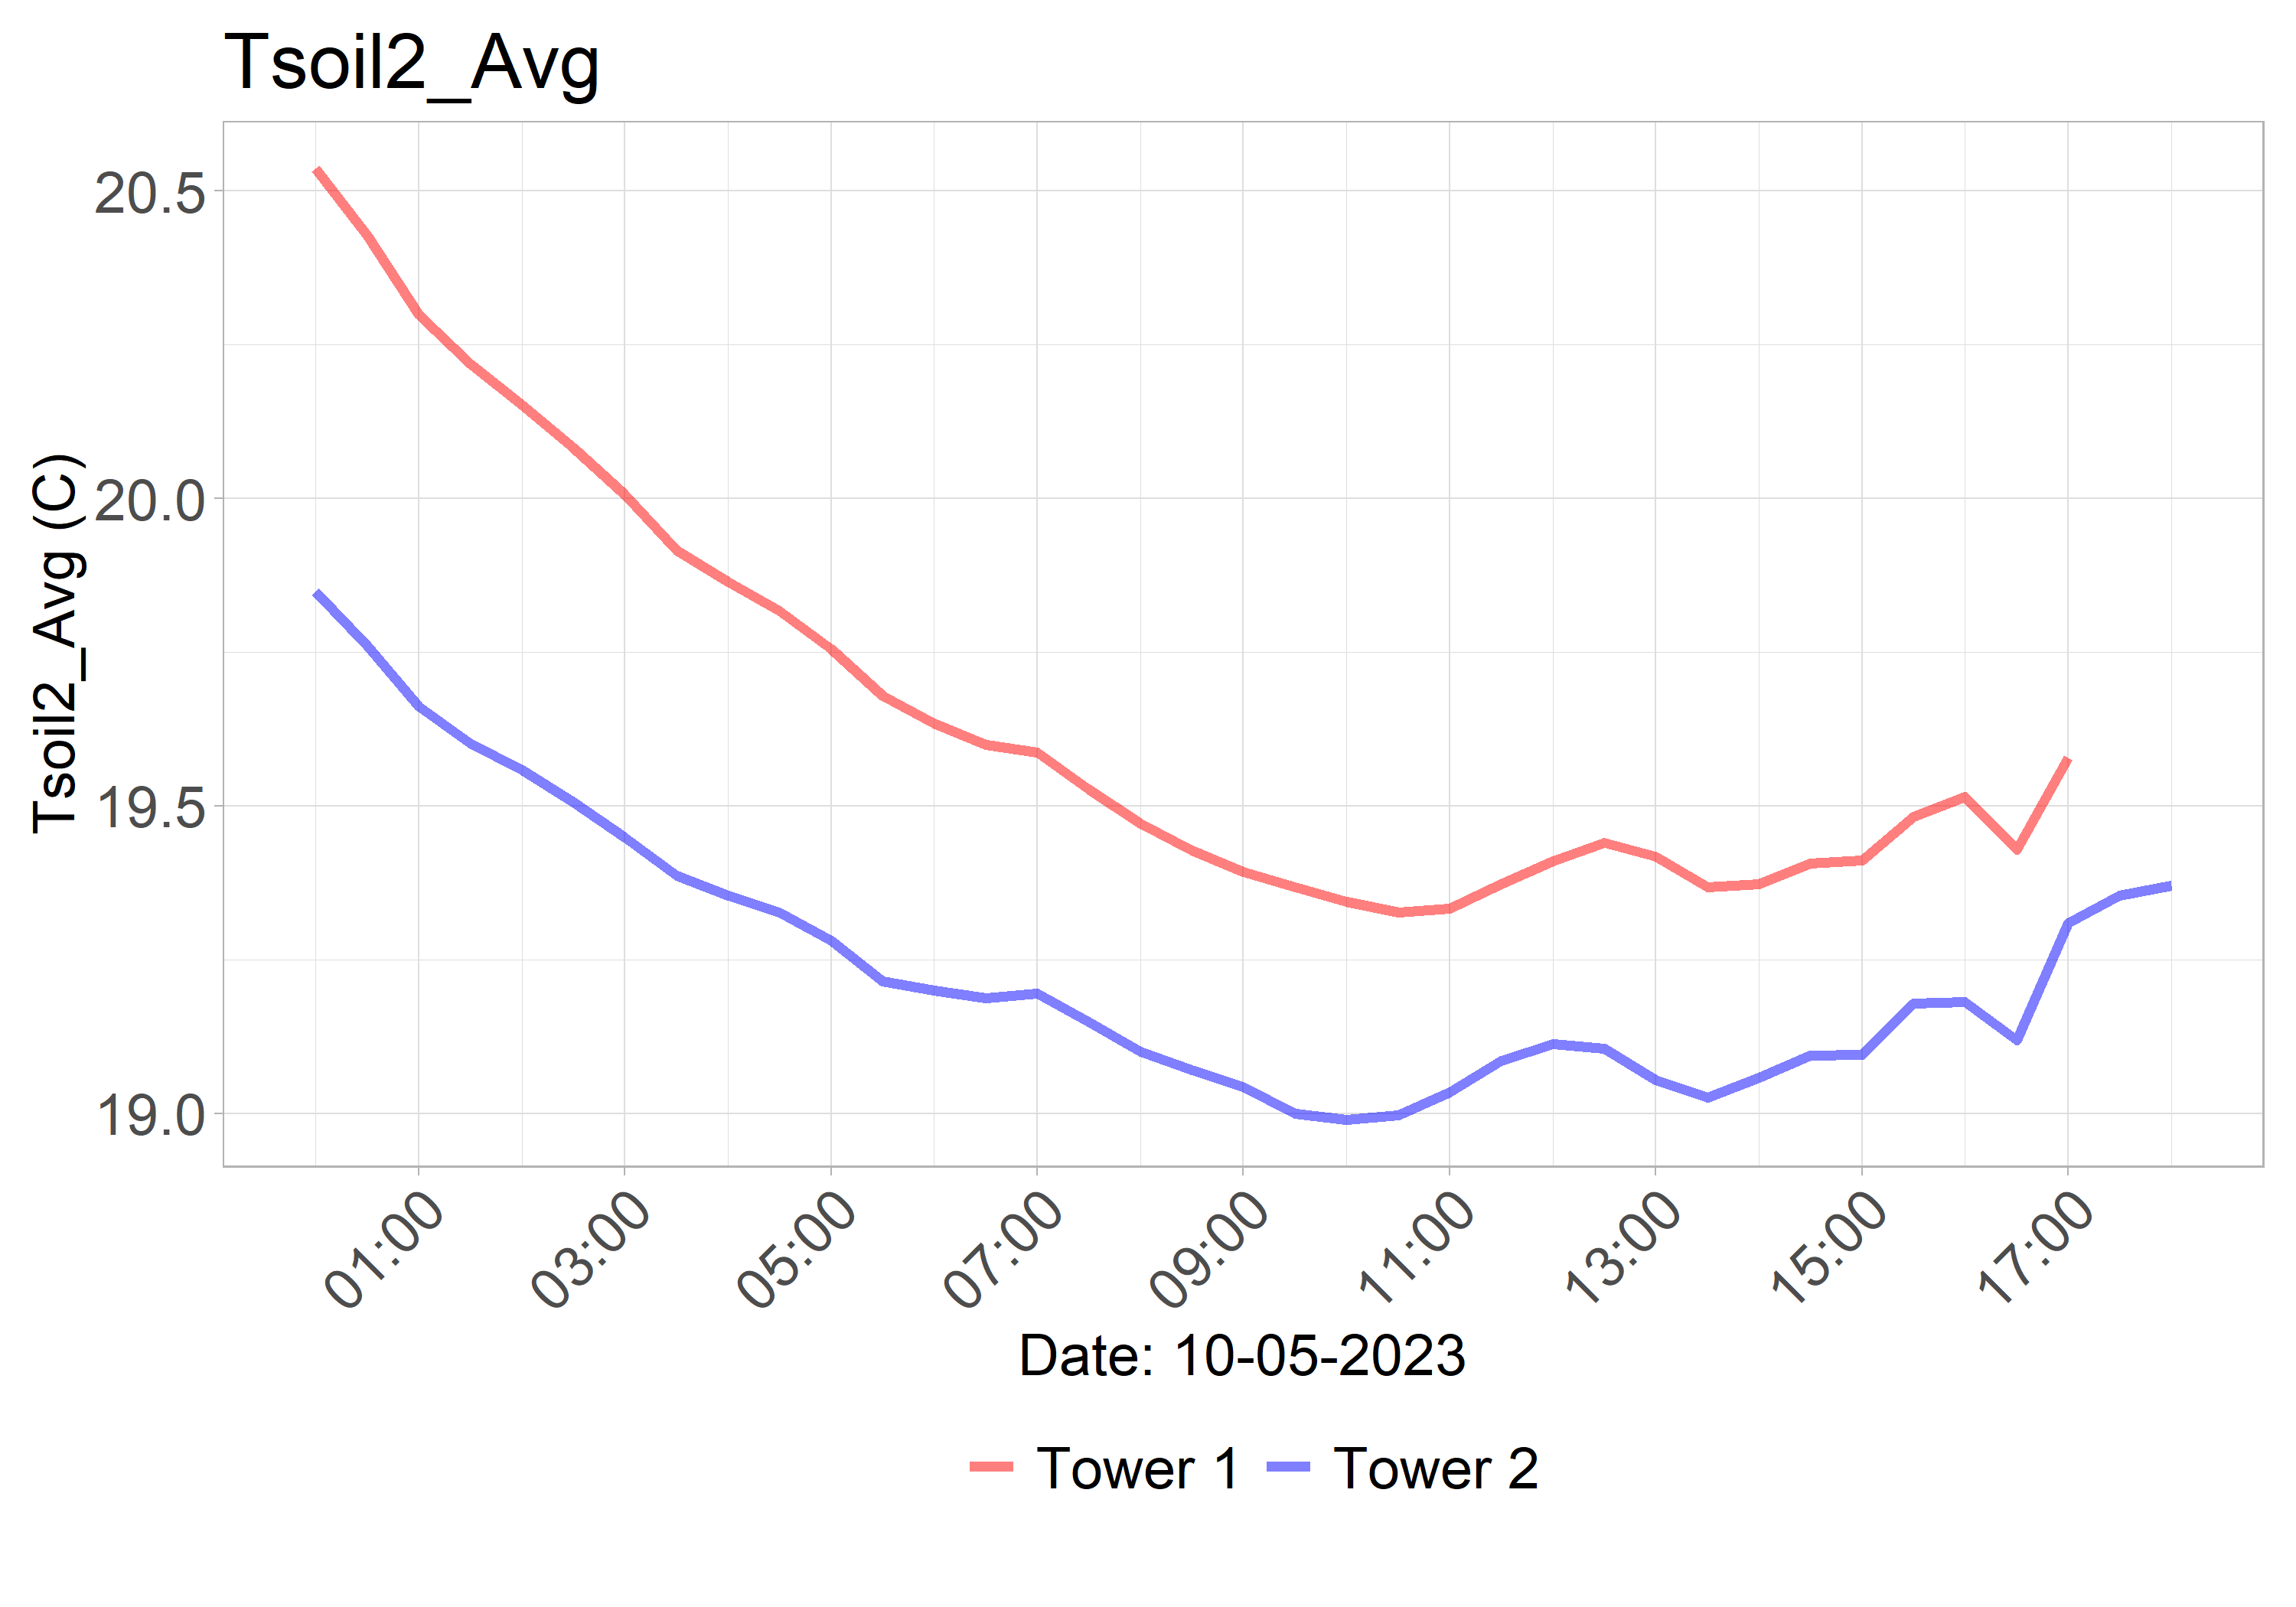 Tsoil2_Avg
Tsoil2_Avg (C)
20.5
20.0
19.5
19.0
01:00 03:00 05:00 07:00 09:00 11:00 13:00 15:00 17:00
Date: 10-05-2023
Tower 1 Tower 2